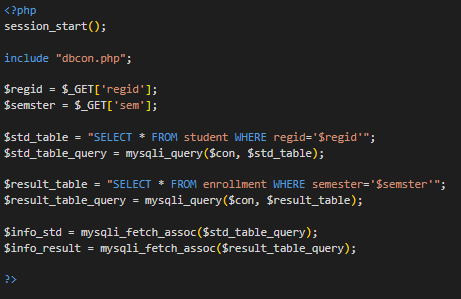 <?php
session_start();
include "dbcon.php";
$regid = $_GET['regid'];
$semster = $_GET['sem'];
$std_table = "SELECT * FROM student WHERE regid='$regid'";
$std_table_query = mysqli_query($con, $std_table);
$result_table = "SELECT * FROM enrollment WHERE semester='$semster'";
$result_table_query = mysqli_query($con, $result_table);
$info_std = mysqli_fetch_assoc($std_table_query);
$info_result = mysqli_fetch_assoc($result_table_query);
?>